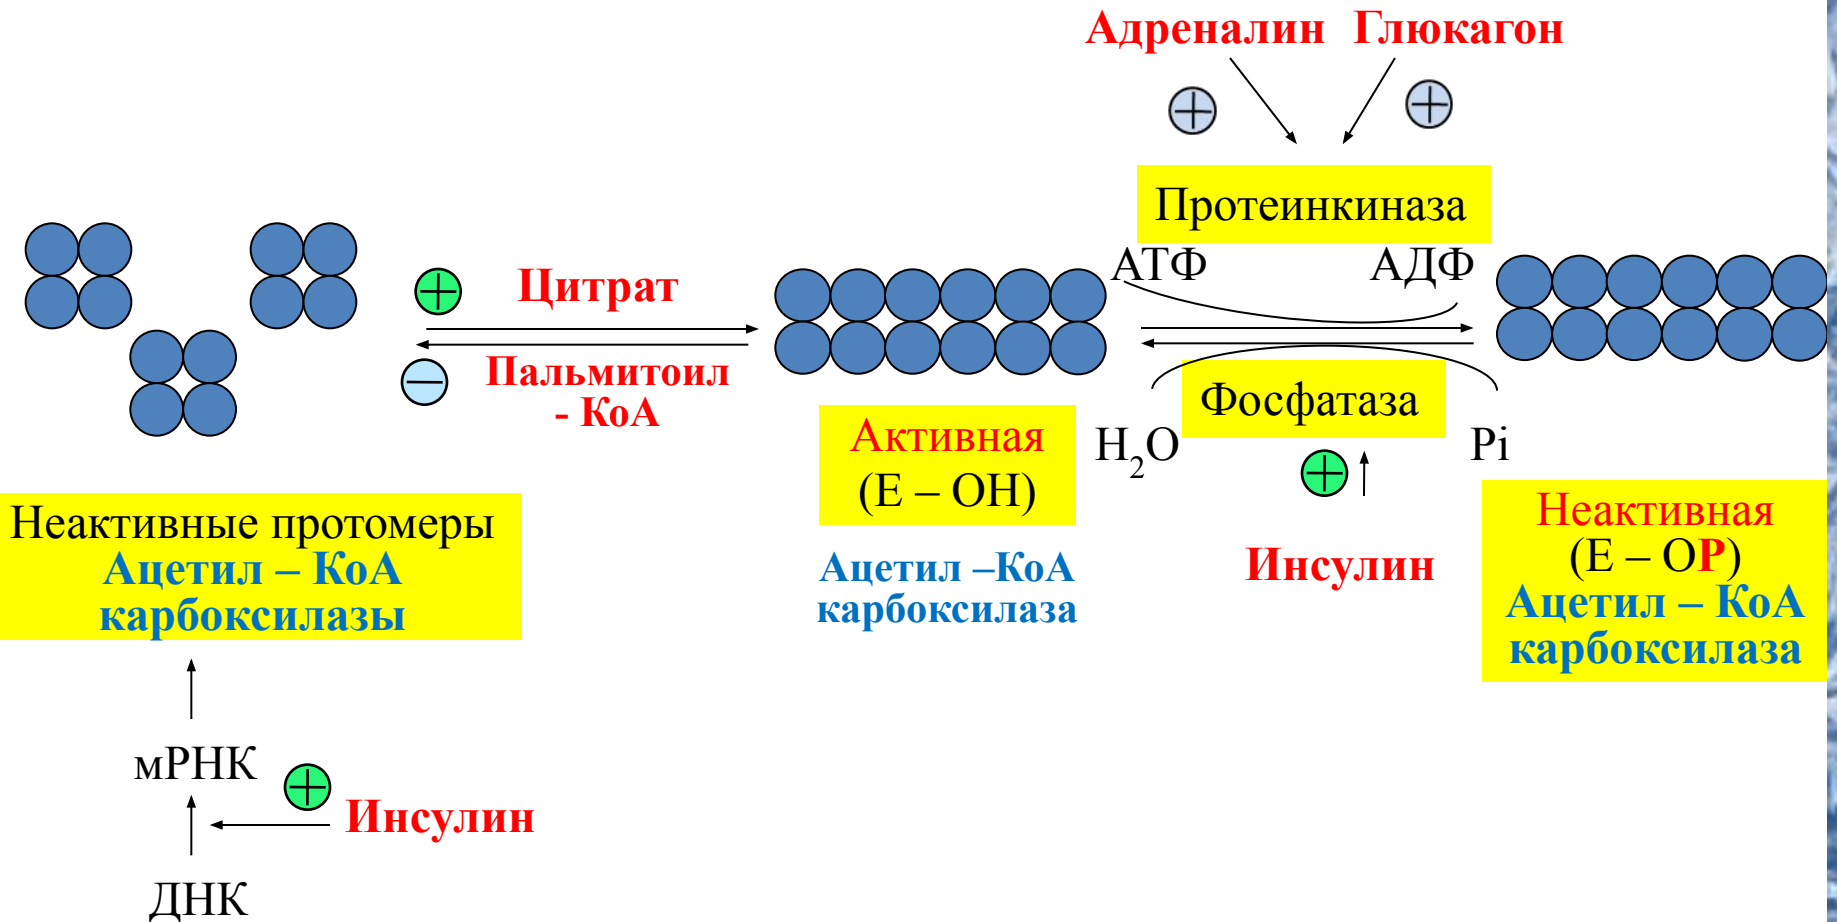 Адреналин Глюкагон
Протеинкиназа
АТФ АДФ
Цитрат
Пальмитоил
- КоА
Фосфатаза
H2O Pi
Активная
(E – OH)
Ацетил –КоА
карбоксилаза
Инсулин
Неактивная
(E – OP)
Ацетил – КоА
карбоксилаза
Неактивные протомеры
Ацетил – КоА
карбоксилазы
мРНК
Инсулин
ДНК